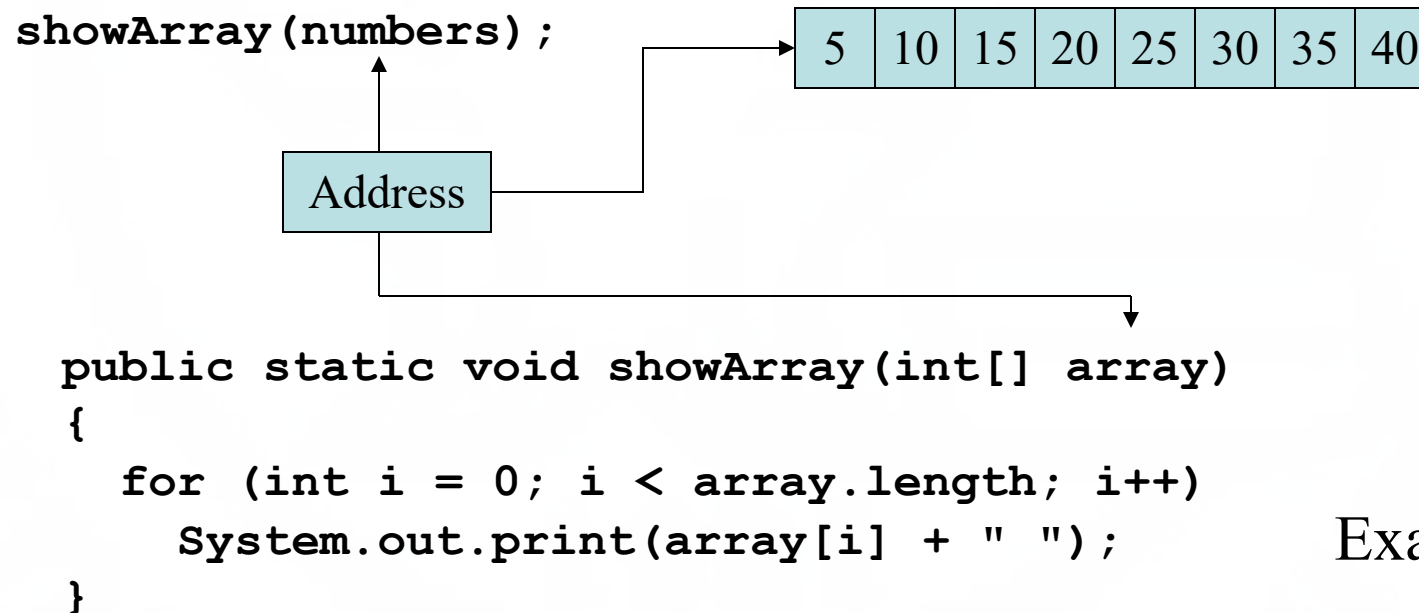 showArray(numbers);
5 10 15 20 25 30 35 40
Address
public static void showArray(int[] array)
{
for (int i = 0; i < array.length; i++)
System.out.print(array[i] + " ");
}